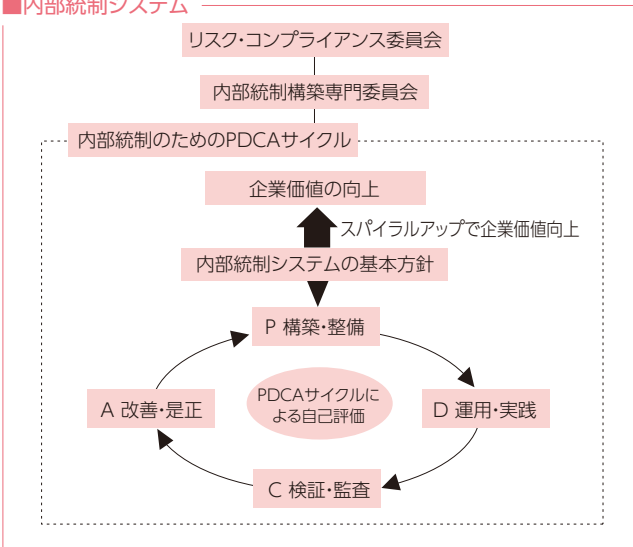 ■内部統制システム
リスク・コンプライアンス委員会
内部統制構築専門委員会
内部統制のためのPDCAサイクル
企業価値の向上
スパイラルアップで企業価値向上
内部統制システムの基本方針
P 構築・整備
A 改善・是正
PDCAサイクルに
よる自己評価
D 運用・実践
C 検証・監査